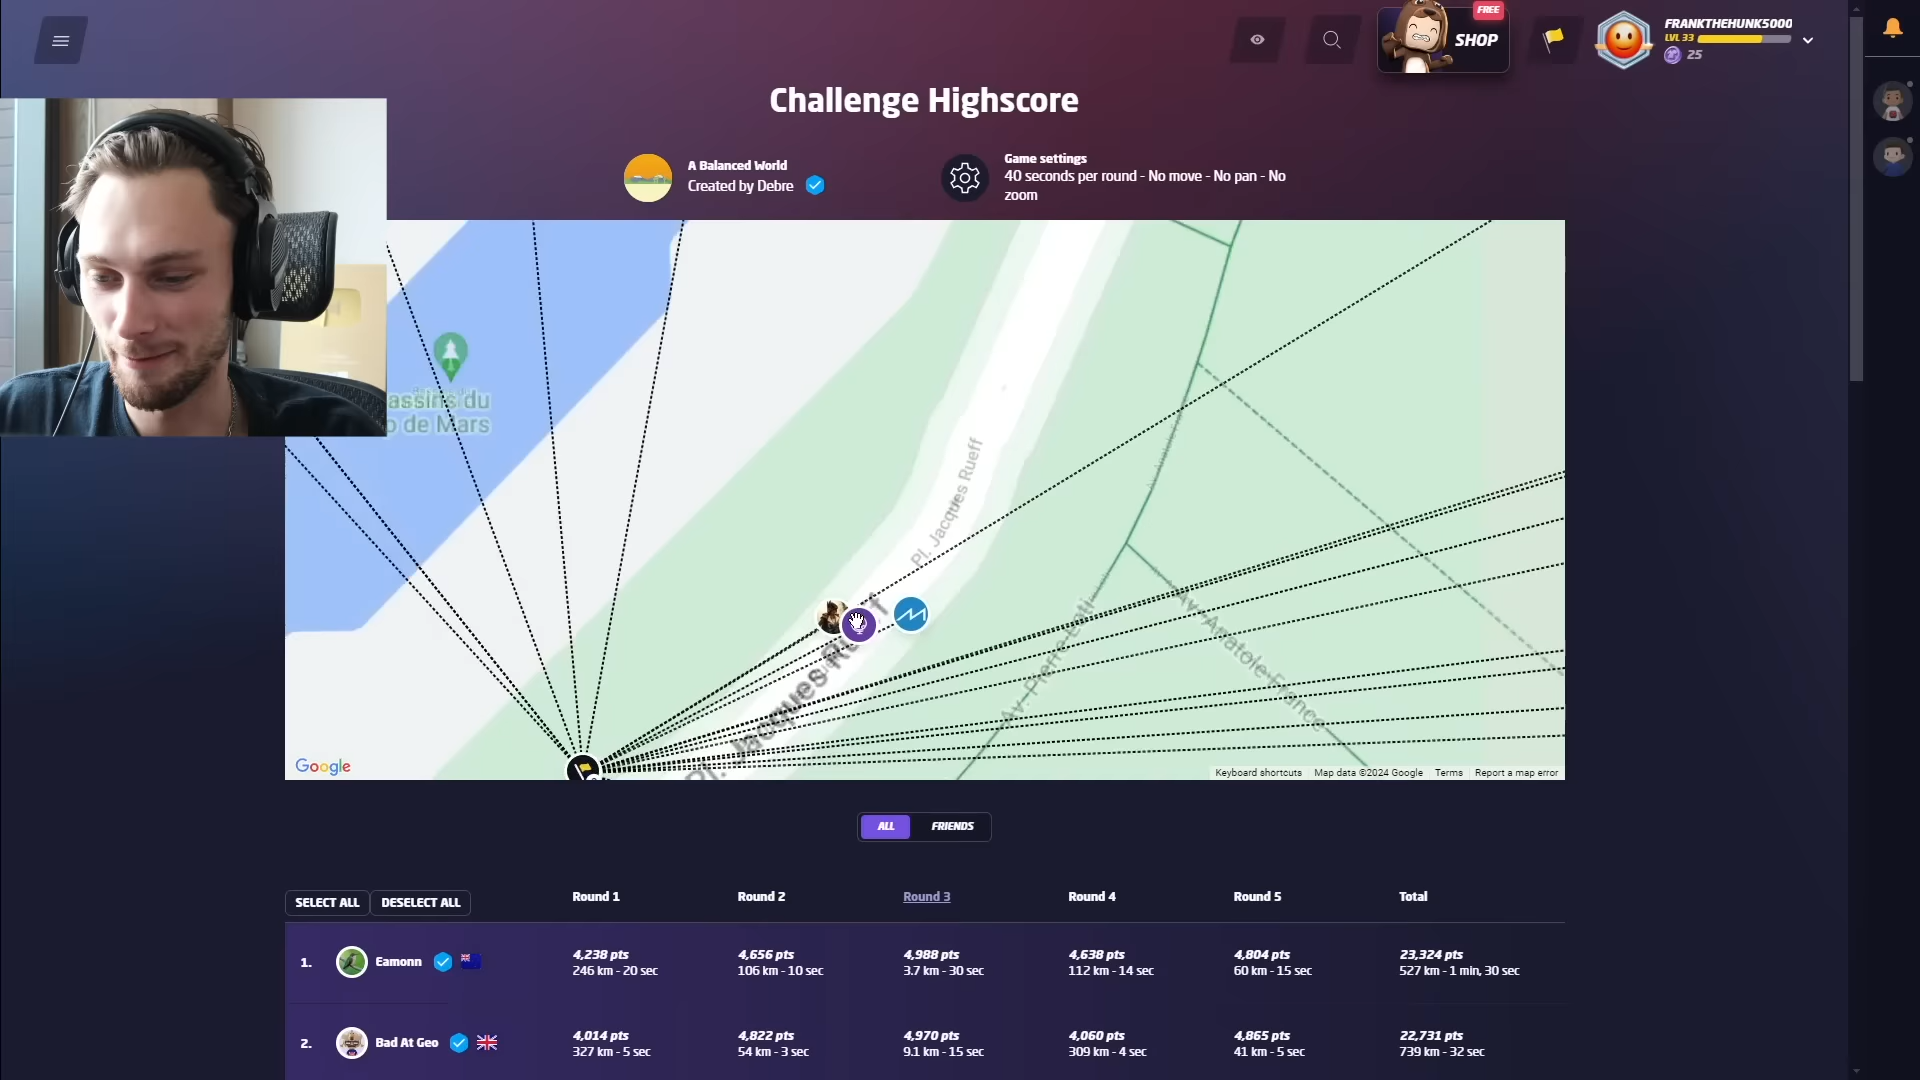 FREE
SHOP
FRANKTHEHUNK5000
LVL 33
25
Challenge Highscore
A Balanced World
Created by Debre
Game settings
40 seconds per round - No move - No pan - No
zoom
assins du
p de Mars
Pl. Jacques Rueff
Av. Anatole France
Google
Keyboard shortcuts
Map data ©2024 Google
Terms
Report a map error
ALL
FRIENDS
SELECT ALL
DESELECT ALL
Round 1
Round 2
Round 3
Round 4
Round 5
Total
1.
Eamonn
4,238 pts
4,656 pts
4,988 pts
4,638 pts
4,804 pts
23,324 pts
246 km - 20 sec
106 km - 10 sec
3.7 km - 30 sec
112 km - 14 sec
60 km - 15 sec
527 km - 1 min, 30 sec
2.
Bad At Geo
4,014 pts
4,822 pts
4,970 pts
4,060 pts
4,865 pts
22,731 pts
327 km - 5 sec
54 km - 3 sec
9.1 km - 15 sec
309 km - 4 sec
41 km - 5 sec
739 km - 32 sec